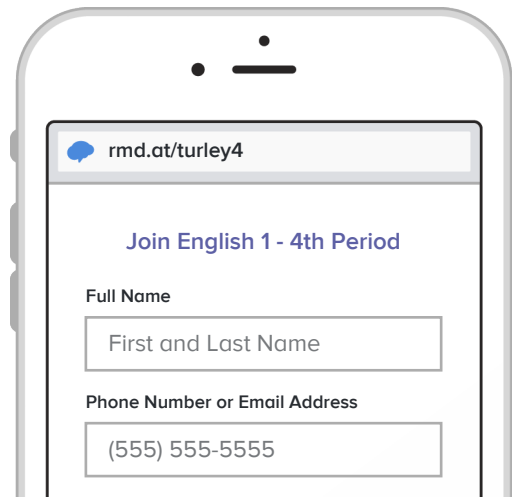 rmd.at/turley4
Join English 1 - 4th Period
Full Name
First and Last Name
Phone Number or Email Address
(555) 555-5555